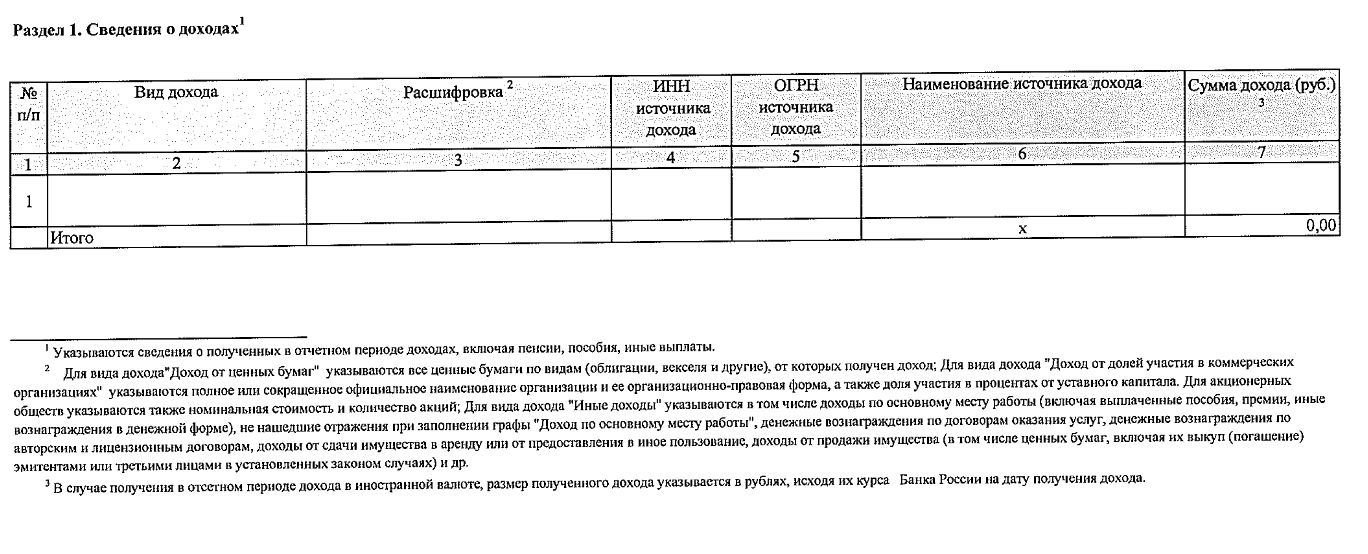 Раздел 1. Сведения о доходах1
№ п/п Вид дохода Расшифровка 2 ИНН источника дохода ОГРН источника дохода Наименование источника дохода Сумма дохода (руб.) 3
1 2 3 4 5 6 7
1
Итого х 0,00
1 Указываются сведения о полученных в отчетном периоде доходах, включая пенсии, пособия, иные выплаты.
2 Для вида дохода"Доход от ценных бумаг" указываются все ценные бумаги по видам (облигации, векселя и другие), от которых получен доход; Для вида дохода "Доход от долей участия в коммерческих
организациях" указываются полное или сокращенное официальное наименование организации и ее организационно-правовая форма, а также доля участия в процентах от уставного капитала. Для акционерных
обществ указываются также номинальная стоимость и количество акций; Для вида дохода "Иные доходы" указываются в том числе доходы по основному месту работы (включая выплаченные пособия, премии, иные
вознаграждения в денежной форме), не нашедшие отражения при заполнении графы "Доход по основному месту работы", денежные вознаграждения по договорам оказания услуг, денежные вознаграждения по
авторским и лицензионным договорам, доходы от сдачи имущества в аренду или от предоставления в иное пользование, доходы от продажи имущества (в том числе ценных бумаг, включая их выкуп (погашение)
эмитентами или третьими лицами в установленных законом случаях) и др.
3 В случае получения в отсетном периоде дохода в иностранной валюте, размер полученного дохода указывается в рублях, исходя их курса Банка России на дату получения дохода.